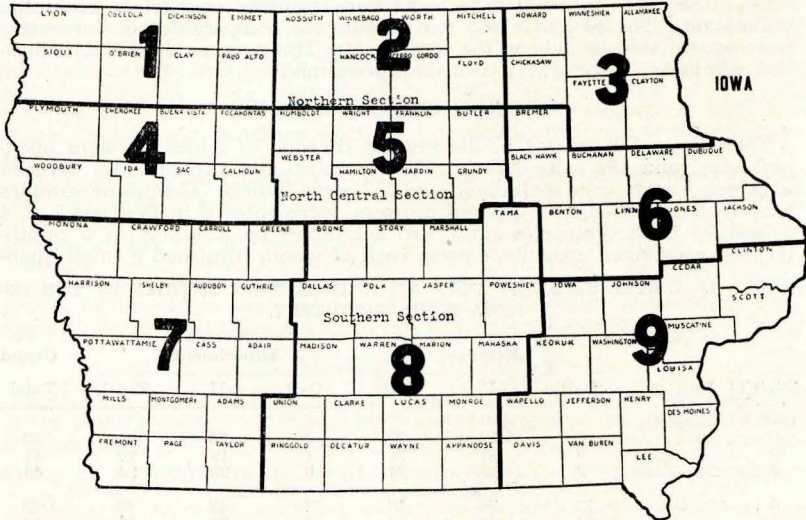 LYON OSCEOLA DICKINSON EMMET KOSSUTH WINNEBAGO WORTH MITCHELL HOWARD WINNESHIEK ALLAMAKEE
1 2 3
SIOUX O'BRIEN CLAY PALO ALTO HANCOCK CERRO GORDO FLOYD CHICKASAW
FAYETTE CLAYTON
IOWA
Northern Section
PLYMOUTH CHEROKEE BUENA VISTA POCAHONTAS HUMBOLDT WRIGHT FRANKLIN BUTLER BREMER
4 5
WOODBURY IDA SAC CALHOUN WEBSTER HAMILTON HARDIN GRUNDY BLACK HAWK BUCHANAN DELAWARE DUBUQUE
North Central Section
6
MONONA CRAWFORD CARROLL GREENE BOONE STORY MARSHALL TAMA BENTON LINN JONES JACKSON
CLINTON
CEDAR
HARRISON SHELBY AUDUBON GUTHRIE DALLAS POLK JASPER POWESHIEK IOWA JOHNSON
SCOTT
Southern Section
MUSCATINE
7 8 9
POTTAWATTAMIE CASS ADAIR MADISON WARREN MARION MAHASKA KEOKUK WASHINGTON
LOUISA
MILLS MONTGOMERY ADAMS UNION CLARKE LUCAS MONROE WAPELLO JEFFERSON HENRY
DES MOINES
FREMONT PAGE TAYLOR RINGGOLD DECATUR WAYNE APPANOOSE DAVIS VAN BUREN
LEE